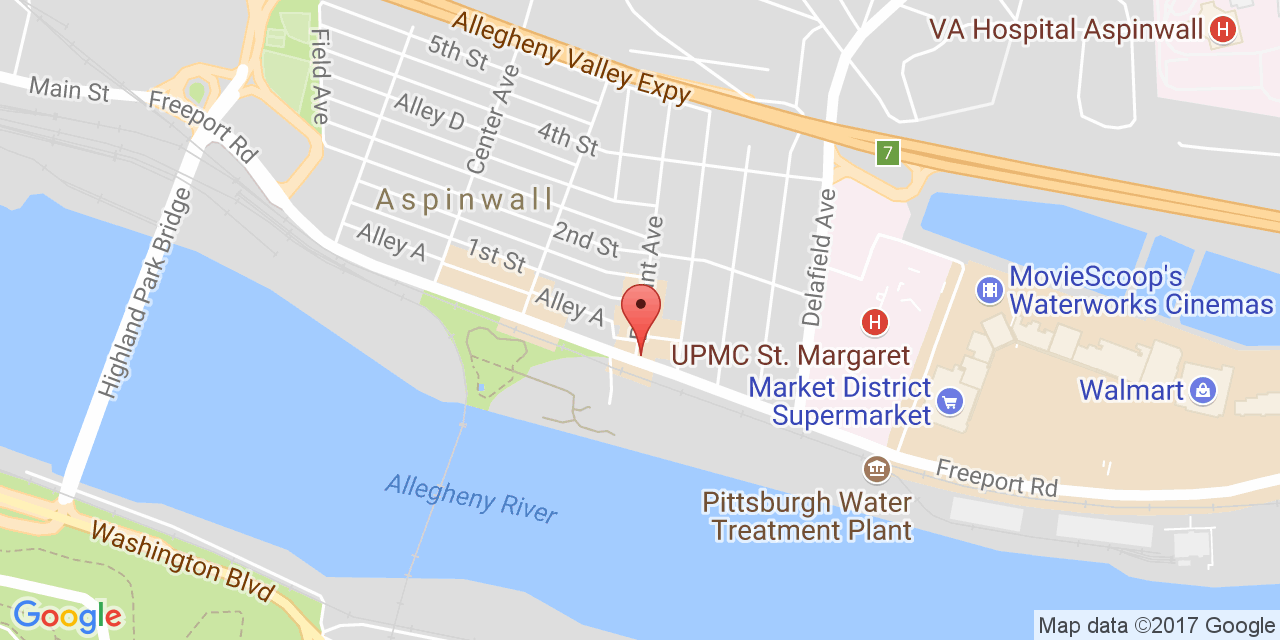 Allegheny Valley Expy
VA Hospital Aspinwall
H
Field Ave
5th St
Main St
Freeport Rd
Alley D
Center Ave
4th St
7
Aspinwall
Highland Park Bridge
Alley A
1st St
2nd St
Delafield Ave
MovieScoop's
Waterworks Cinemas
Alley A
H
UPMC St. Margaret
Market District
Supermarket
Walmart
Freeport Rd
Allegheny River
Pittsburgh Water
Treatment Plant
Washington Blvd
Google
Map data ©2017 Google